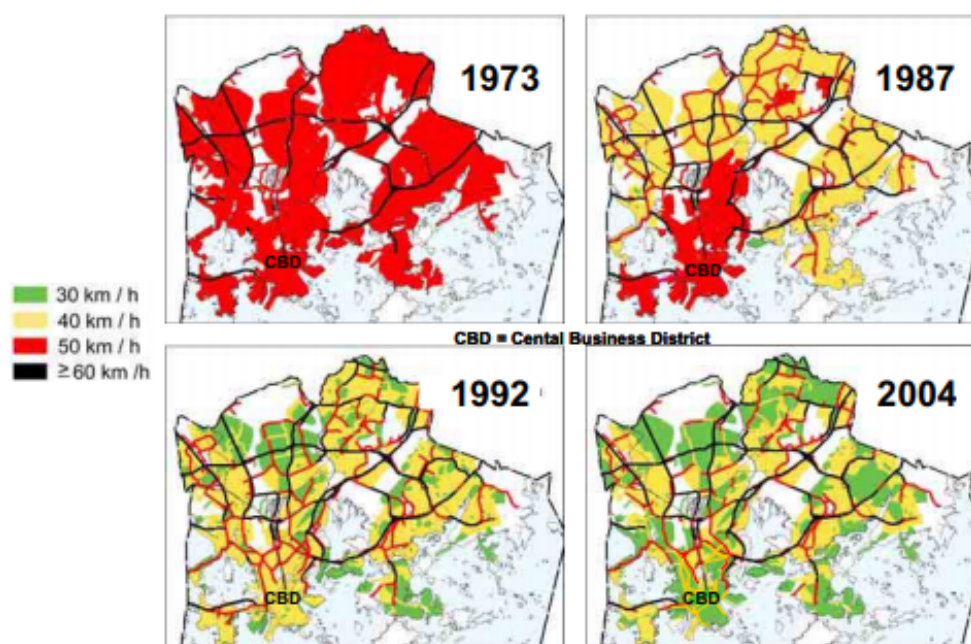 1973
1987
CBD
CBD
30 km / h
40 km / h
50 km / h
≥60 km /h
CBD = Cental Business District
1992
2004
CBD
CBD